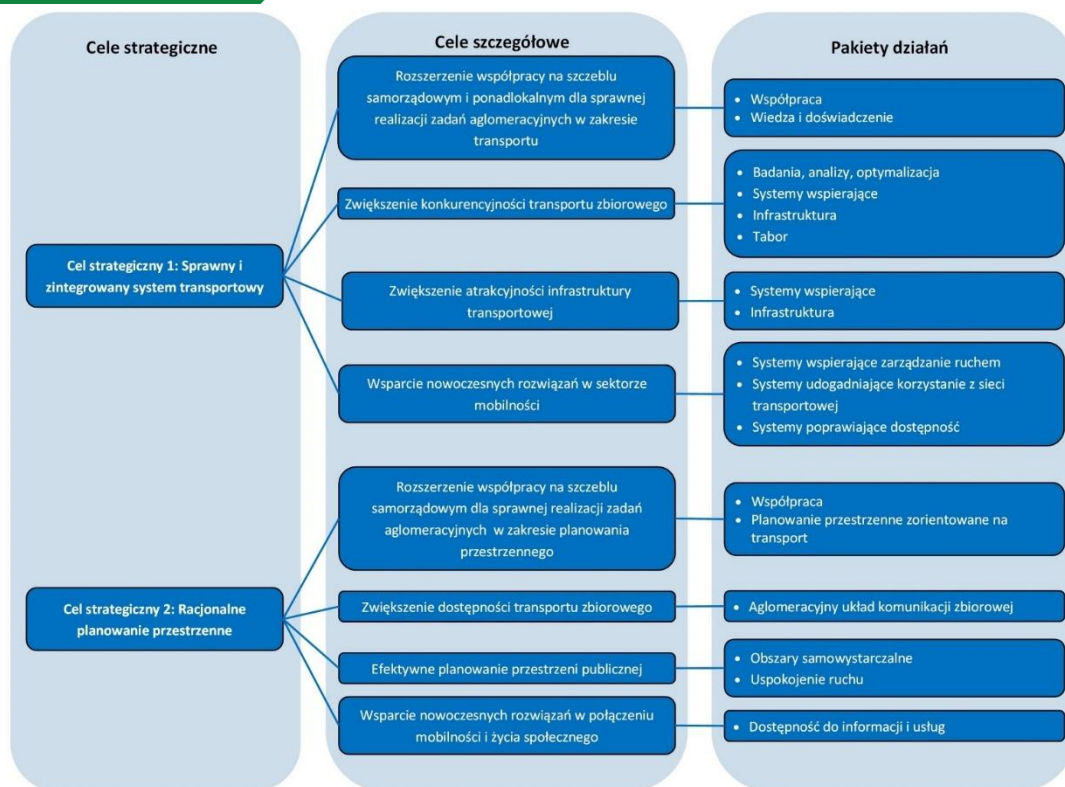 Cele strategiczne
Cele szczegółowe
Pakiety działań
Cel strategiczny 1: Sprawny i
zintegrowany system transportowy
Rozszerzenie współpracy na szczeblu
samorządowym i ponadlokalnym dla sprawnej
realizacji zadań aglomeracyjnych w zakresie
transportu
• Współpraca
• Wiedza i doświadczenie
Zwiększenie konkurencyjności transportu zbiorowego
• Badania, analizy, optymalizacja
• Systemy wspierające
• Infrastruktura
• Tabor
Zwiększenie atrakcyjności infrastruktury
transportowej
• Systemy wspierające
• Infrastruktura
Wsparcie nowoczesnych rozwiązań w sektorze
mobilności
• Systemy wspierające zarządzanie ruchem
• Systemy udogadniające korzystanie z sieci
transportowej
• Systemy poprawiające dostępność
Cel strategiczny 2: Racjonalne
planowanie przestrzenne
Rozszerzenie współpracy na szczeblu
samorządowym dla sprawnej realizacji zadań
aglomeracyjnych w zakresie planowania
przestrzennego
• Współpraca
• Planowanie przestrzenne zorientowane na
transport
Zwiększenie dostępności transportu zbiorowego
• Aglomeracyjny układ komunikacji zbiorowej
Efektywne planowanie przestrzeni publicznej
• Obszary samowystarczalne
• Uspokojenie ruchu
Wsparcie nowoczesnych rozwiązań w połączeniu
mobilności i życia społecznego
• Dostępność do informacji i usług